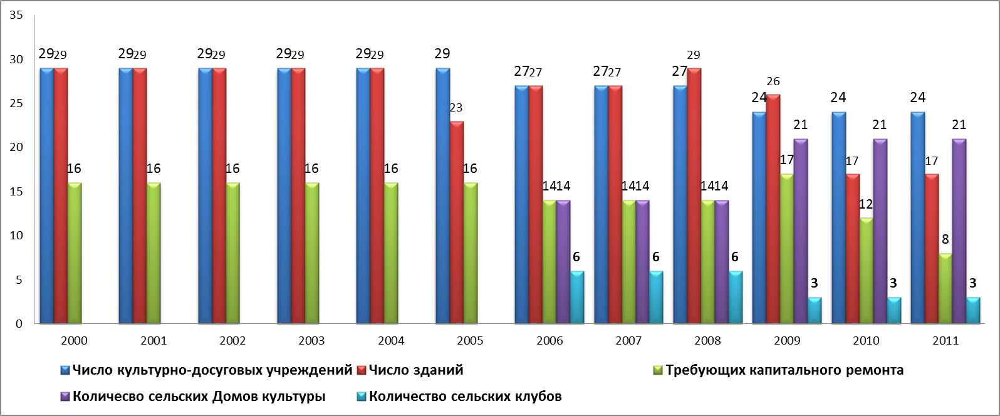 35
30
25
20
15
10
5
0
29 29 16
29 29 16
29 29 16
29 29 16
29 29 16
29 23 16
27 27 14 14 6
27 27 14 14 6
27 29 14 14 6
24 26 17 21 3
24 17 12 21 3
24 17 8 21 3
2000 2001 2002 2003 2004 2005 2006 2007 2008 2009 2010 2011
Число культурно-досуговых учреждений Число зданий Требующих капитального ремонта
Количесво сельских Домов культуры Количество сельских клубов